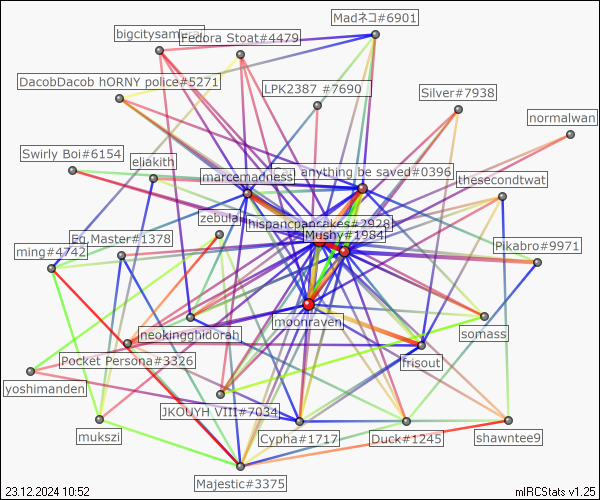 Madネコ#6901
bigcitysam
Fedora Stoat#4479
DacobDacob hORNY police#5271
LPK2387 #7690
Silver#7938
normalwan
Swirly Boi#6154
eliakith
marcemadness
anything be saved#0396
thesecondtwat
zebulal
hispancpancakes#2928
Mushy#1984
Eq.Master#1378
ming#4742
Pikabro#9971
moonraven
neokingghidorah
somass
Pocket Persona#3326
frisout
yoshimanden
JKOUYH VIII#7034
mukszi
Cypha#1717
Duck#1245
shawntee9
Majestic#3375
23.12.2024 10:52
mIRCStats v1.25